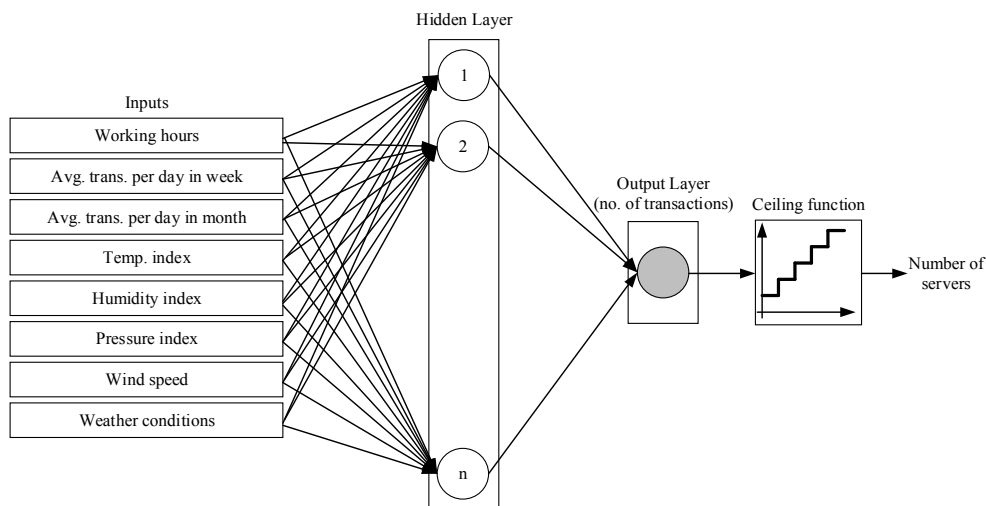 Hidden Layer
1
Inputs
Working hours
2
Avg. trans. per day in week
Output Layer
(no. of transactions)
Ceiling function
Avg. trans. per day in month
Temp. index
Number of
servers
Humidity index
Pressure index
Wind speed
Weather conditions
n